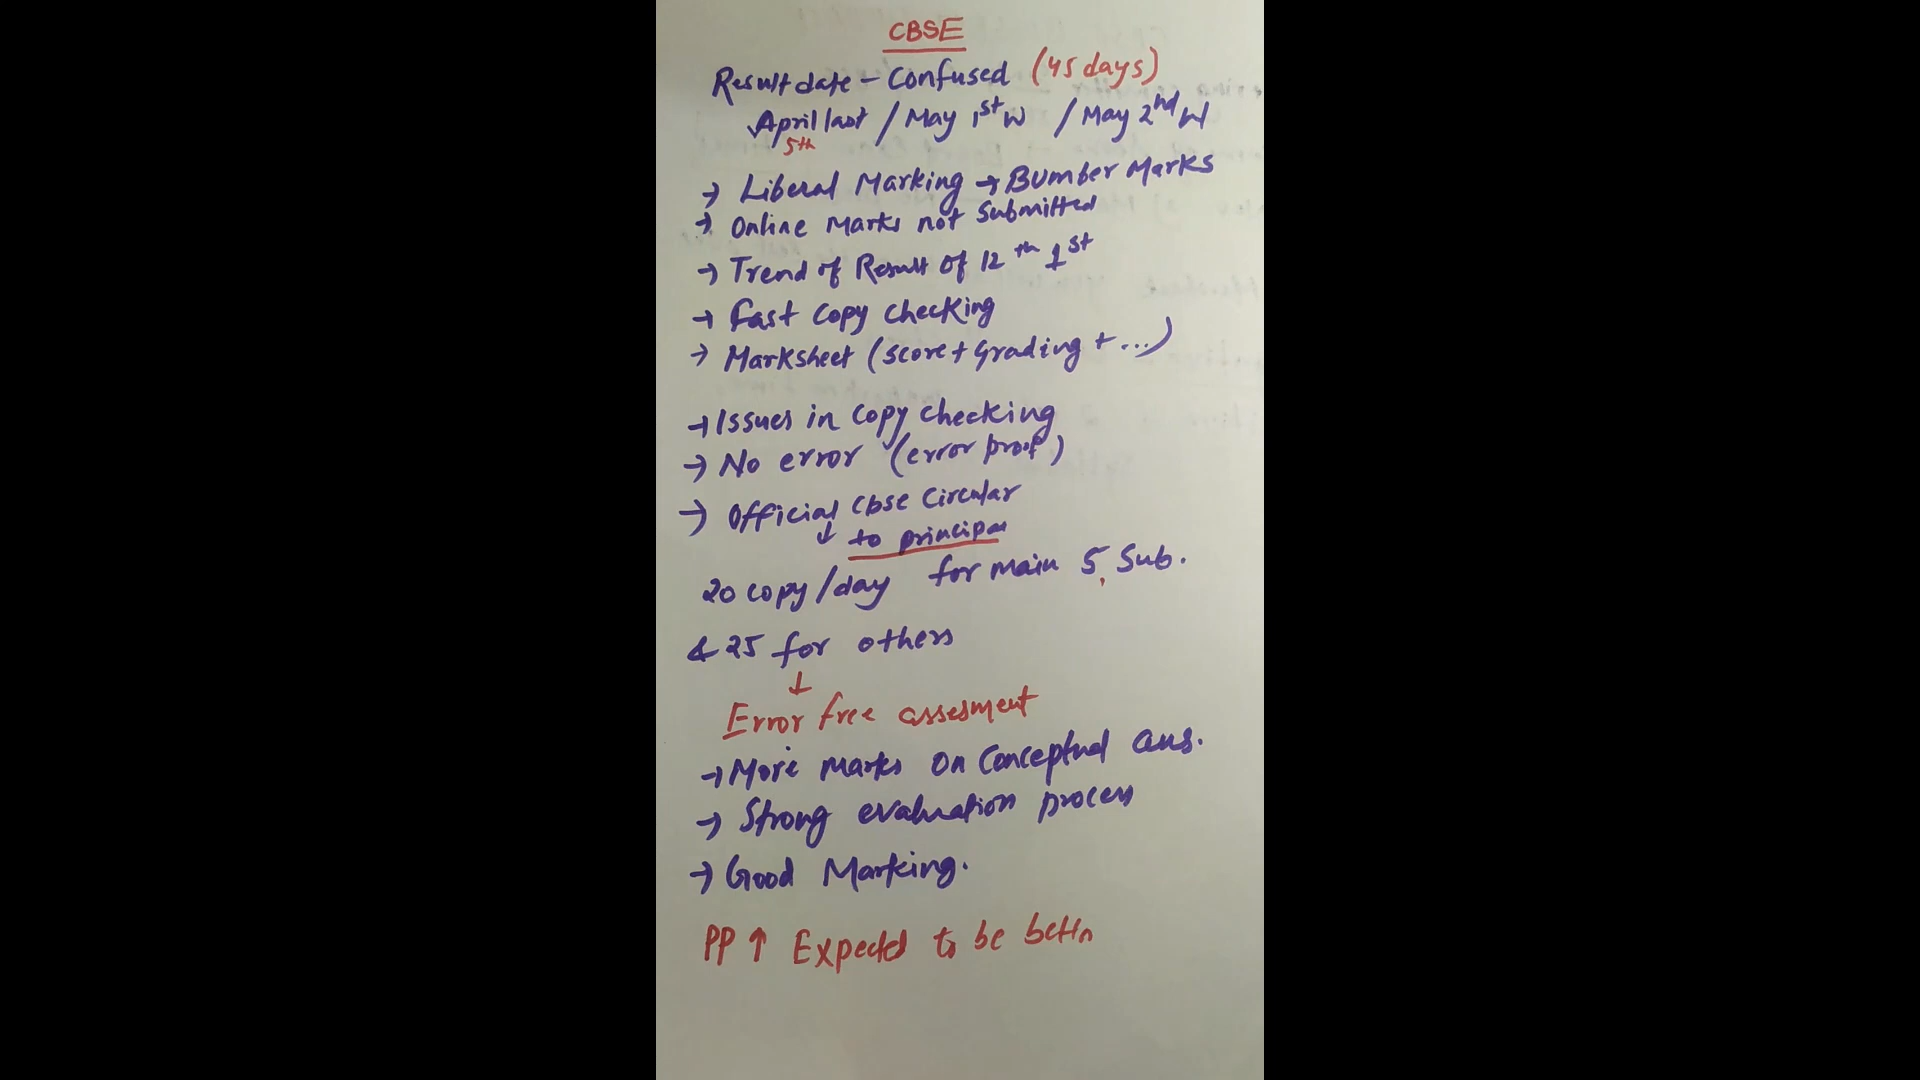 CBSE
Result date - Confused (45 days)
April last / May 1st W / May 2nd W
5th
→ Liberal Marking → Bumber Marks
→ Online Marks not Submitted
→ Trend of Result of 12th 1st
→ fast Copy checking
→ Marksheet (score + Grading + ...)
→ Issues in Copy checking
→ No error (error proof)
→ Official Cbse Circular
↓ to principal
20 copy/day for main 5 Sub.
& 25 for others
↓
Error free assesment
→ More marks on Conceptual ans.
→ Strong evaluation process
→ Good Marking.
PP ↑ Expected to be better